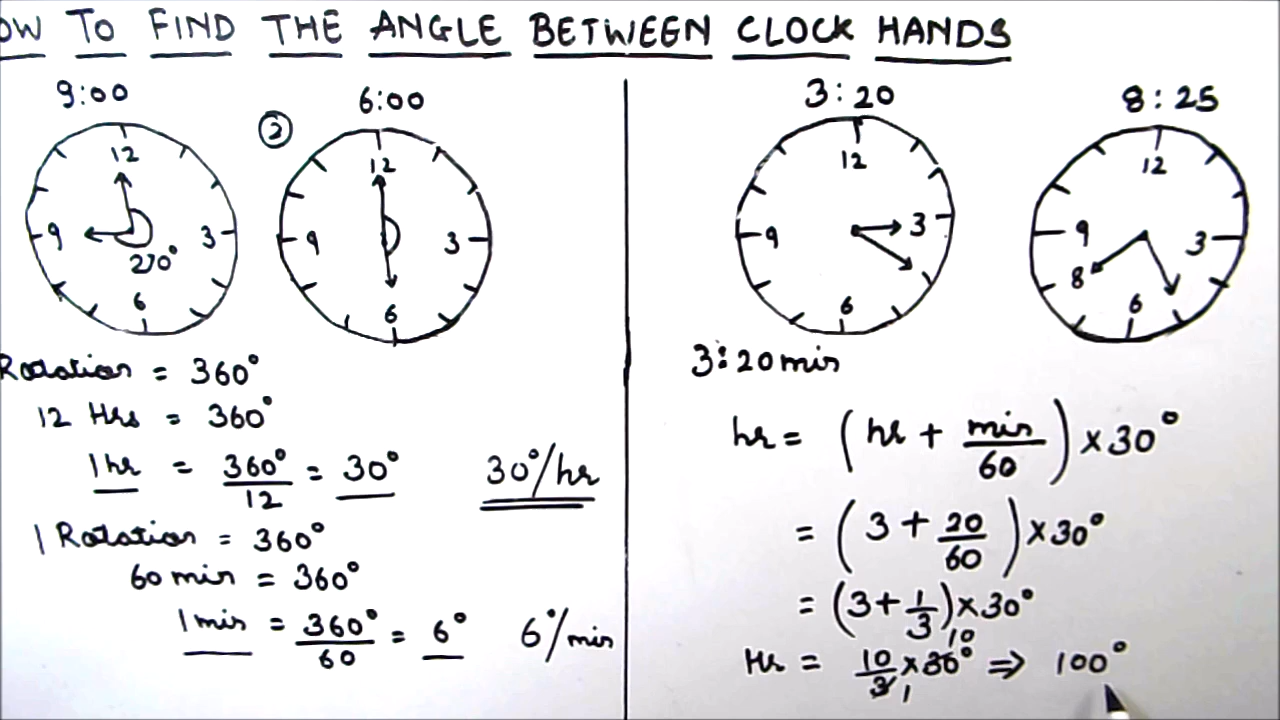 OW TO FIND THE ANGLE BETWEEN CLOCK HANDS
9:00
12
9
3
270°
6
2
6:00
12
9
3
6
Rotation = 360°
12 Hrs = 360°
1hr = 360°/12 = 30° 30°/hr
1 Rotation = 360°
60 min = 360°
1 min = 360°/60 = 6° 6°/min
3:20
12
9
3
6
8:25
12
9
3
8
6
3:20 min
hr = (hr + min/60) × 30°
= (3 + 20/60) × 30°
= (3 + 1/3) × 30°
10
Hr = 10/3 × 30° ⇒ 100°
1